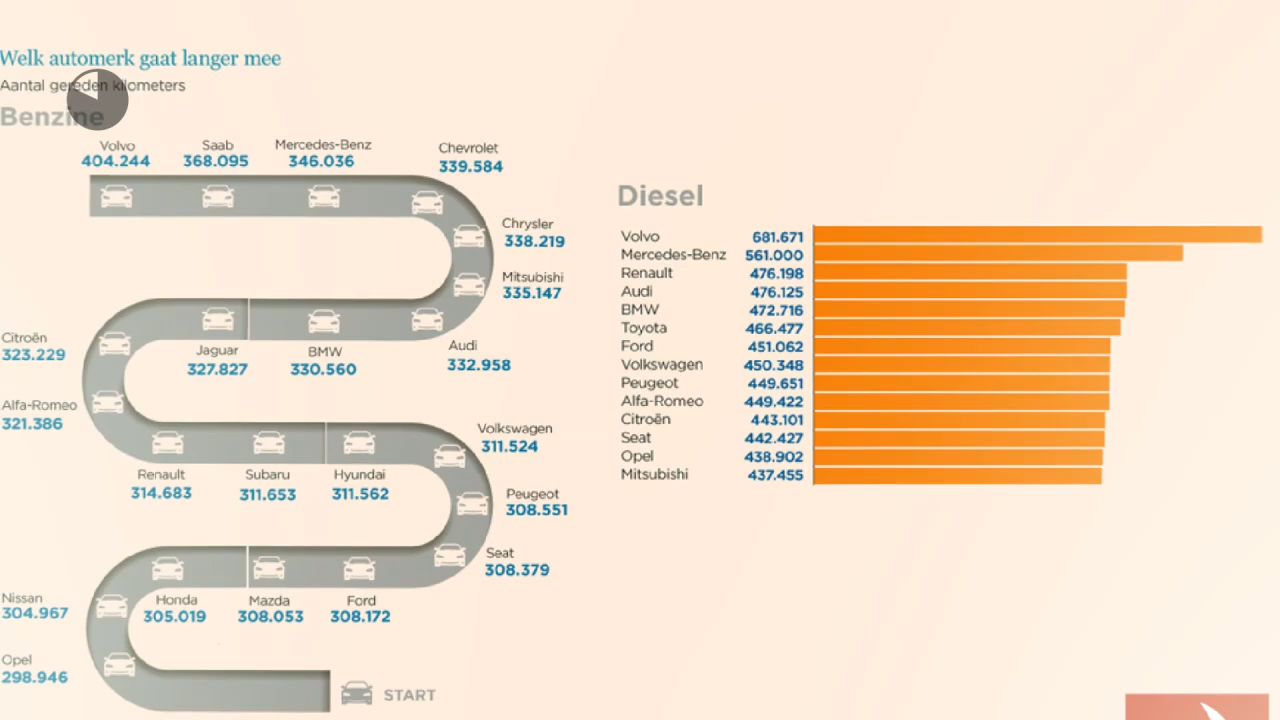 Welk automerk gaat langer mee
Aantal gereden kilometers
Benzine
Volvo
404.244
Saab
368.095
Mercedes-Benz
346.036
Chevrolet
339.584
Chrysler
338.219
Mitsubishi
335.147
Audi
332.958
BMW
330.560
Jaguar
327.827
Citroën
323.229
Alfa-Romeo
321.386
Renault
314.683
Subaru
311.653
Hyundai
311.562
Volkswagen
311.524
Peugeot
308.551
Seat
308.379
Ford
308.172
Mazda
308.053
Honda
305.019
Nissan
304.967
Opel
298.946
START
Diesel
Volvo 681.671
Mercedes-Benz 561.000
Renault 476.198
Audi 476.125
BMW 472.716
Toyota 466.477
Ford 451.062
Volkswagen 450.348
Peugeot 449.651
Alfa-Romeo 449.422
Citroën 443.101
Seat 442.427
Opel 438.902
Mitsubishi 437.455